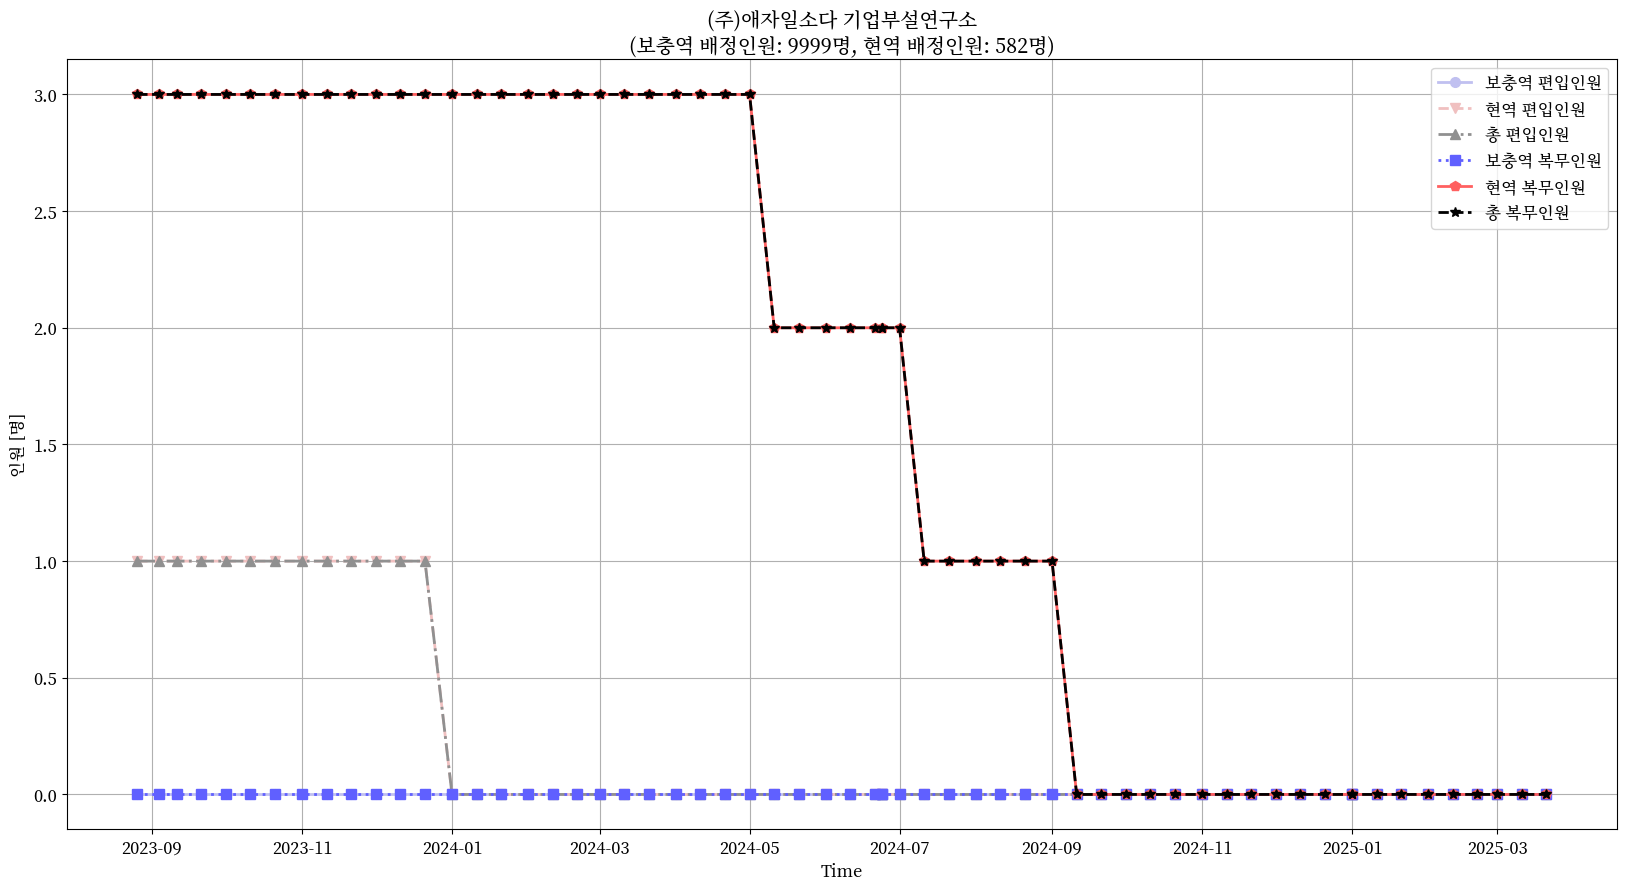 (주)애자일소다 기업부설연구소
(보충역 배정인원: 9999명, 현역 배정인원: 582명)
보충역 편입인원
현역 편입인원
총 편입인원
보충역 복무인원
현역 복무인원
총 복무인원
인원 [명]
3.0
2.5
2.0
1.5
1.0
0.5
0.0
2023-09 2023-11 2024-01 2024-03 2024-05 2024-07 2024-09 2024-11 2025-01 2025-03
Time